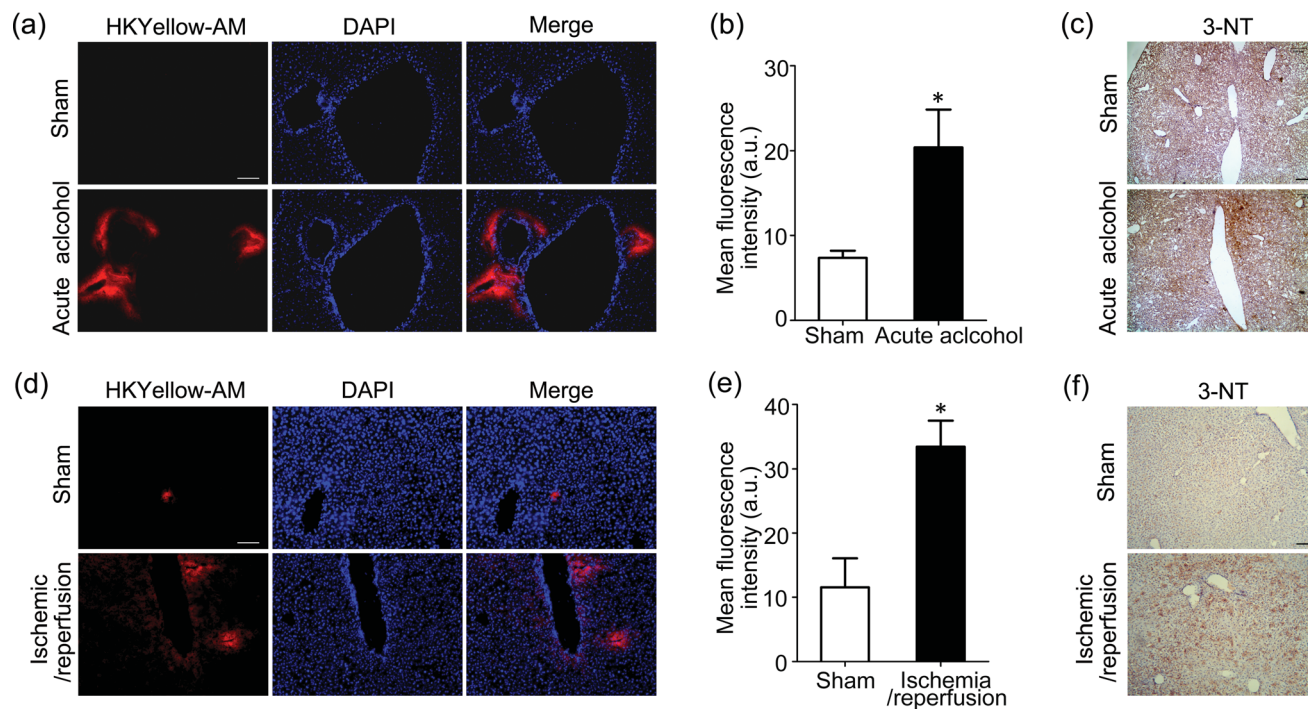 (a)
HKYellow-AM
DAPI
Merge
Sham
Acute aclcohol
(b)
Mean fluorescence
intensity (a.u.)
30
20
10
0
*
Sham
Acute aclcohol
(c)
3-NT
Sham
Acute aclcohol
(d)
HKYellow-AM
DAPI
Merge
Sham
Ischemic
/reperfusion
(e)
Mean fluorescence
intensity (a.u.)
40
30
20
10
0
*
Sham
Ischemia
/reperfusion
(f)
3-NT
Sham
Ischemic
/reperfusion